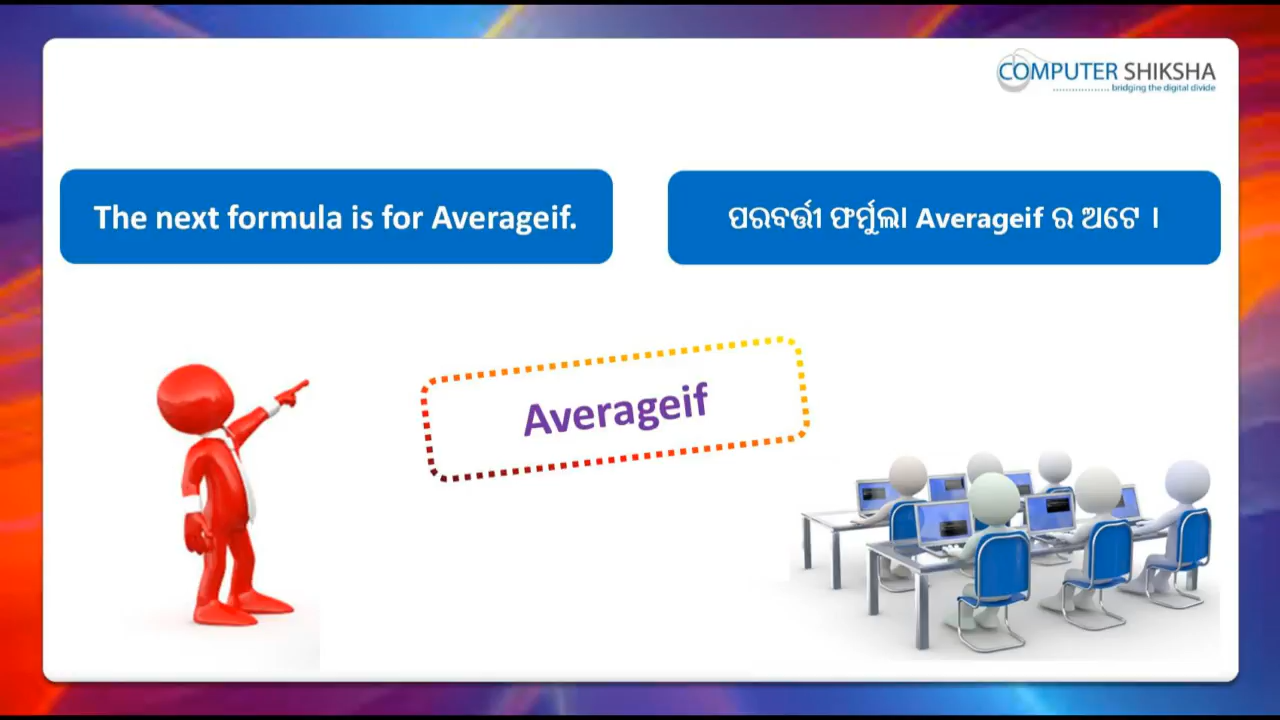 COMPUTER SHIKSHA
bridging the digital divide
The next formula is for Averageif.
ପରବର୍ତ୍ତୀ ଫର୍ମୁଲା Averageif ର ଅଟେ ।
Averageif